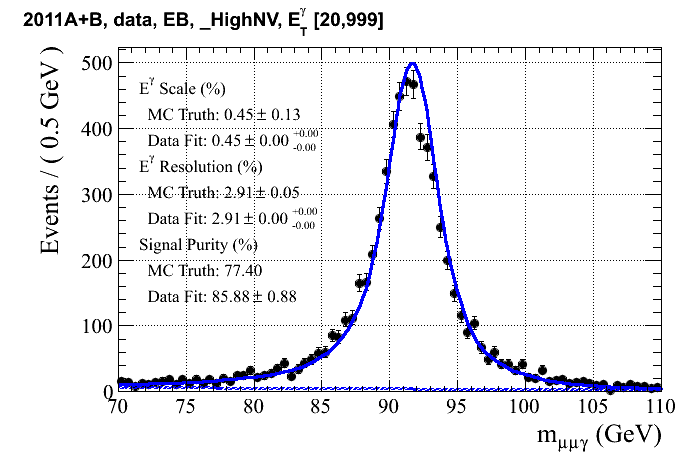 2011A+B, data, EB, _HighNV, E_T^γ [20,999]
Events / ( 0.5 GeV )
500
400
300
200
100
0
E^γ Scale (%)
MC Truth: 0.45 ± 0.13
Data Fit: 0.45 ± 0.00 +0.00 -0.00
E^γ Resolution (%)
MC Truth: 2.91 ± 0.05
Data Fit: 2.91 ± 0.00 +0.00 -0.00
Signal Purity (%)
MC Truth: 77.40
Data Fit: 85.88 ± 0.88
70 75 80 85 90 95 100 105 110
m_μμγ (GeV)